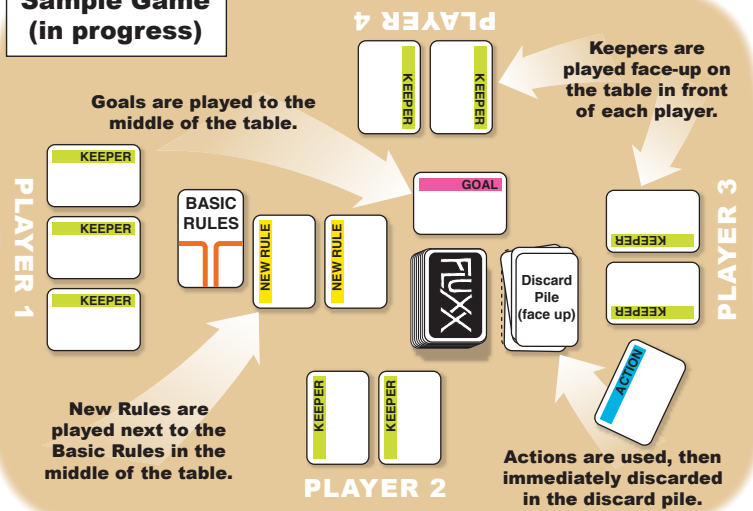 Sample Game
(in progress)
PLAYER 4
KEEPER
KEEPER
Keepers are
played face-up on
the table in front
of each player.
Goals are played to the
middle of the table.
PLAYER 1
KEEPER
KEEPER
KEEPER
BASIC
RULES
NEW RULE
NEW RULE
GOAL
FLUXX
Discard
Pile
(face up)
KEEPER
KEEPER
PLAYER 3
ACTION
New Rules are
played next to the
Basic Rules in the
middle of the table.
KEEPER
KEEPER
PLAYER 2
Actions are used, then
immediately discarded
in the discard pile.